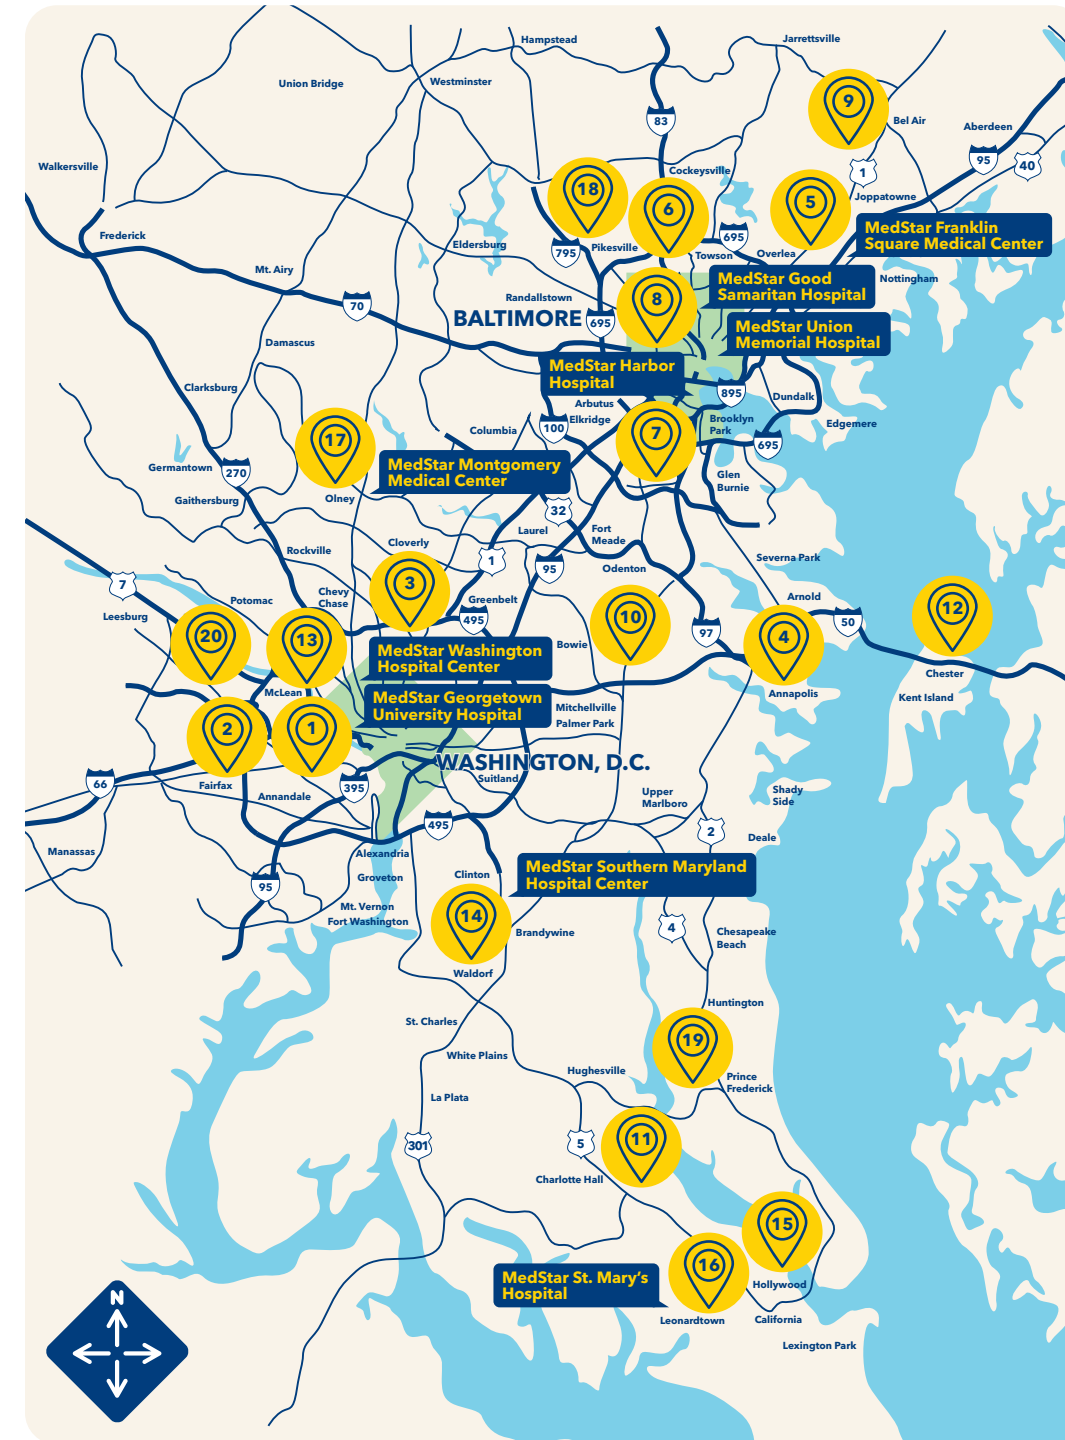 Hampstead
Jarrettsville
Union Bridge
Westminster
9
Bel Air
83
Aberdeen
95
40
Walkersville
1
Cockeysville
18
6
5
Joppatowne
MedStar Franklin
Square Medical Center
Frederick
Eldersburg
795
Pikesville
695
Towson
Overlea
Mt. Airy
Nottingham
MedStar Good
Samaritan Hospital
70
Randallstown
8
BALTIMORE
695
MedStar Union
Memorial Hospital
Damascus
MedStar Harbor
Hospital
Clarksburg
895
Dundalk
Arbutus
Elkridge
100
Columbia
7
Brooklyn
Park
Edgemere
695
17
Germantown
270
MedStar Montgomery
Medical Center
Glen
Burnie
Gaithersburg
Olney
32
Laurel
Fort
Meade
Rockville
Cloverly
1
95
Odenton
Severna Park
7
3
Chevy
Chase
Potomac
Greenbelt
Arnold
Leesburg
495
10
50
12
20
13
97
4
Bowie
MedStar Washington
Hospital Center
Chester
McLean
Annapolis
Kent Island
MedStar Georgetown
University Hospital
Mitchellville
Palmer Park
2
1
WASHINGTON, D.C.
66
Fairfax
395
Suitland
Annandale
Upper
Marlboro
Shady
Side
495
2
Deale
Manassas
Alexandria
MedStar Southern Maryland
Hospital Center
Groveton
Clinton
95
Mt. Vernon
Fort Washington
14
Brandywine
4
Chesapeake
Beach
Waldorf
Huntington
St. Charles
19
White Plains
Hughesville
Prince
Frederick
La Plata
301
5
11
Charlotte Hall
15
16
MedStar St. Mary's
Hospital
Hollywood
N
Leonardtown
California
Lexington Park